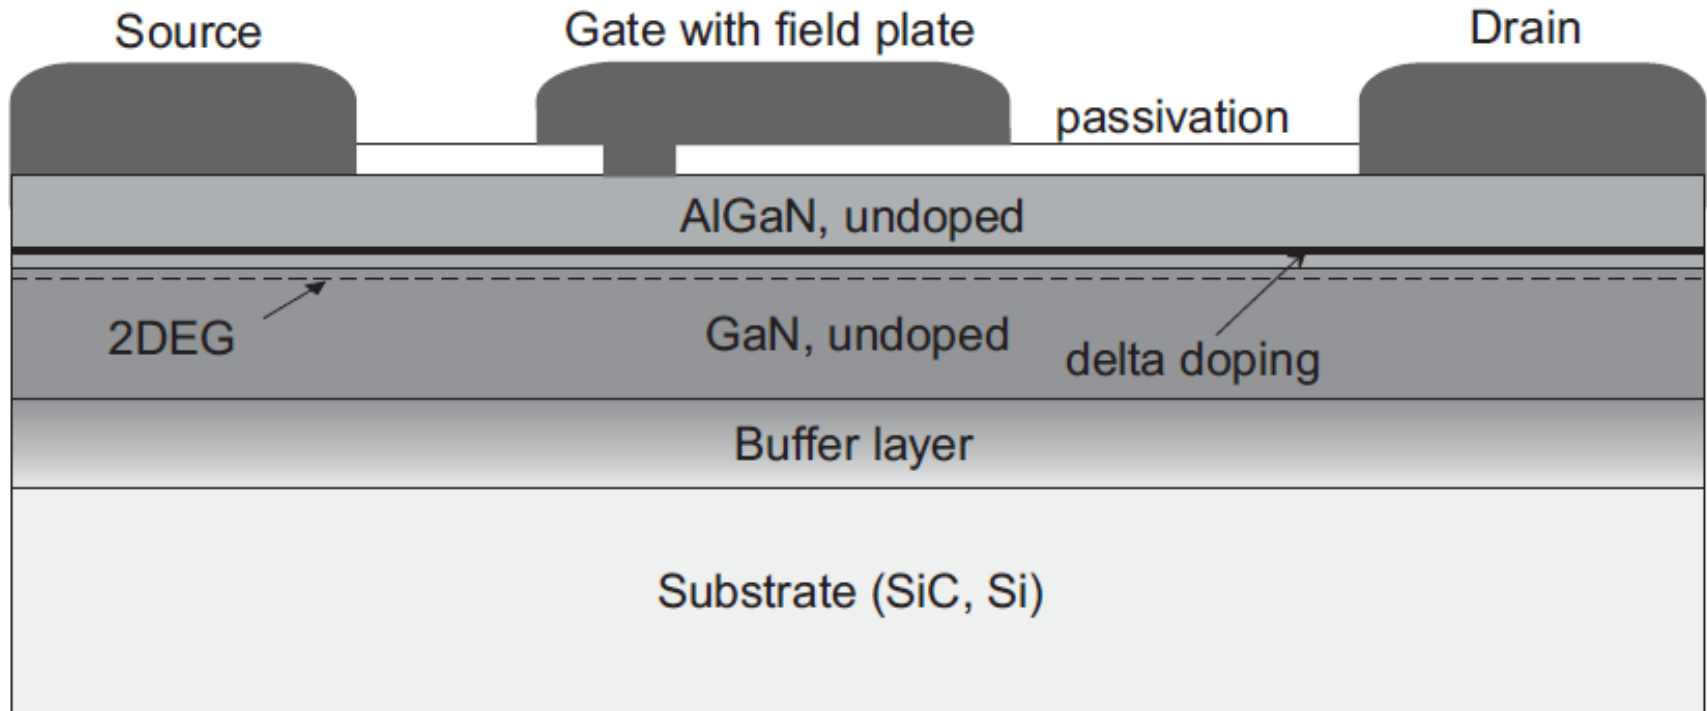 Source
Gate with field plate
Drain
passivation
AlGaN, undoped
2DEG
GaN, undoped
delta doping
Buffer layer
Substrate (SiC, Si)